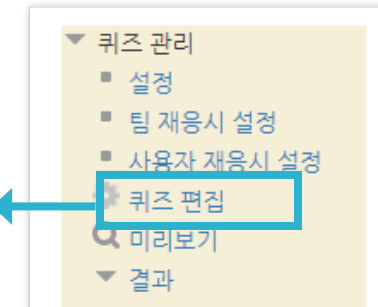 퀴즈 관리
설정
팀 재응시 설정
사용자 재응시 설정
퀴즈 편집
미리보기
결과